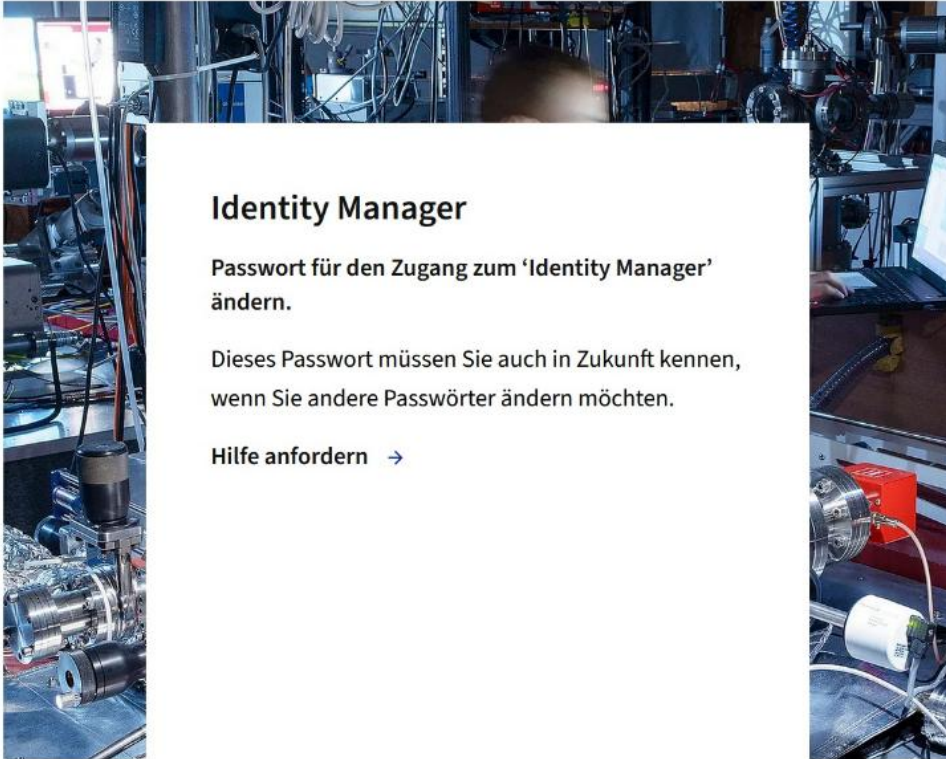 Identity Manager
Passwort für den Zugang zum ‘Identity Manager’
ändern.
Dieses Passwort müssen Sie auch in Zukunft kennen,
wenn Sie andere Passwörter ändern möchten.
Hilfe anfordern →